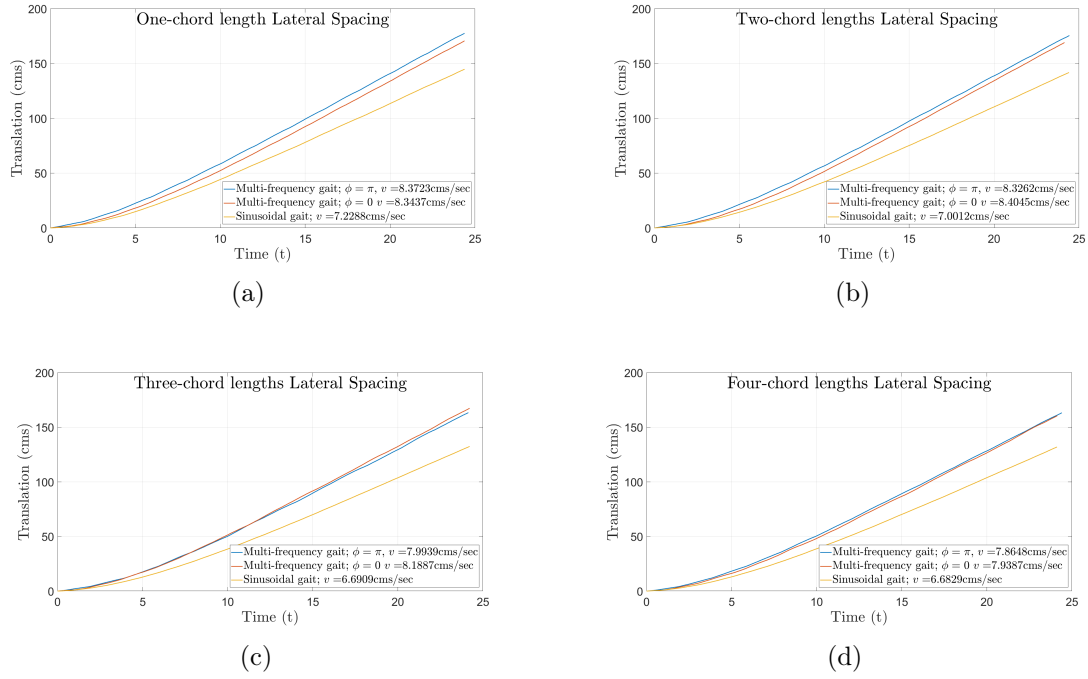 One-chord length Lateral Spacing
Translation (cms)
200
150
100
50
0
Multi-frequency gait; ϕ = π, v =8.3723cms/sec
Multi-frequency gait; ϕ = 0 v =8.3437cms/sec
Sinusoidal gait; v =7.2288cms/sec
0 5 10 15 20 25
Time (t)
(a)
Two-chord lengths Lateral Spacing
Translation (cms)
200
150
100
50
0
Multi-frequency gait; ϕ = π, v =8.3262cms/sec
Multi-frequency gait; ϕ = 0 v =8.4045cms/sec
Sinusoidal gait; v =7.0012cms/sec
0 5 10 15 20 25
Time (t)
(b)
Three-chord lengths Lateral Spacing
Translation (cms)
200
150
100
50
0
Multi-frequency gait; ϕ = π, v =7.9939cms/sec
Multi-frequency gait; ϕ = 0 v =8.1887cms/sec
Sinusoidal gait; v =6.6909cms/sec
0 5 10 15 20 25
Time (t)
(c)
Four-chord lengths Lateral Spacing
Translation (cms)
200
150
100
50
0
Multi-frequency gait; ϕ = π, v =7.8648cms/sec
Multi-frequency gait; ϕ = 0 v =7.9387cms/sec
Sinusoidal gait; v =6.6829cms/sec
0 5 10 15 20 25
Time (t)
(d)